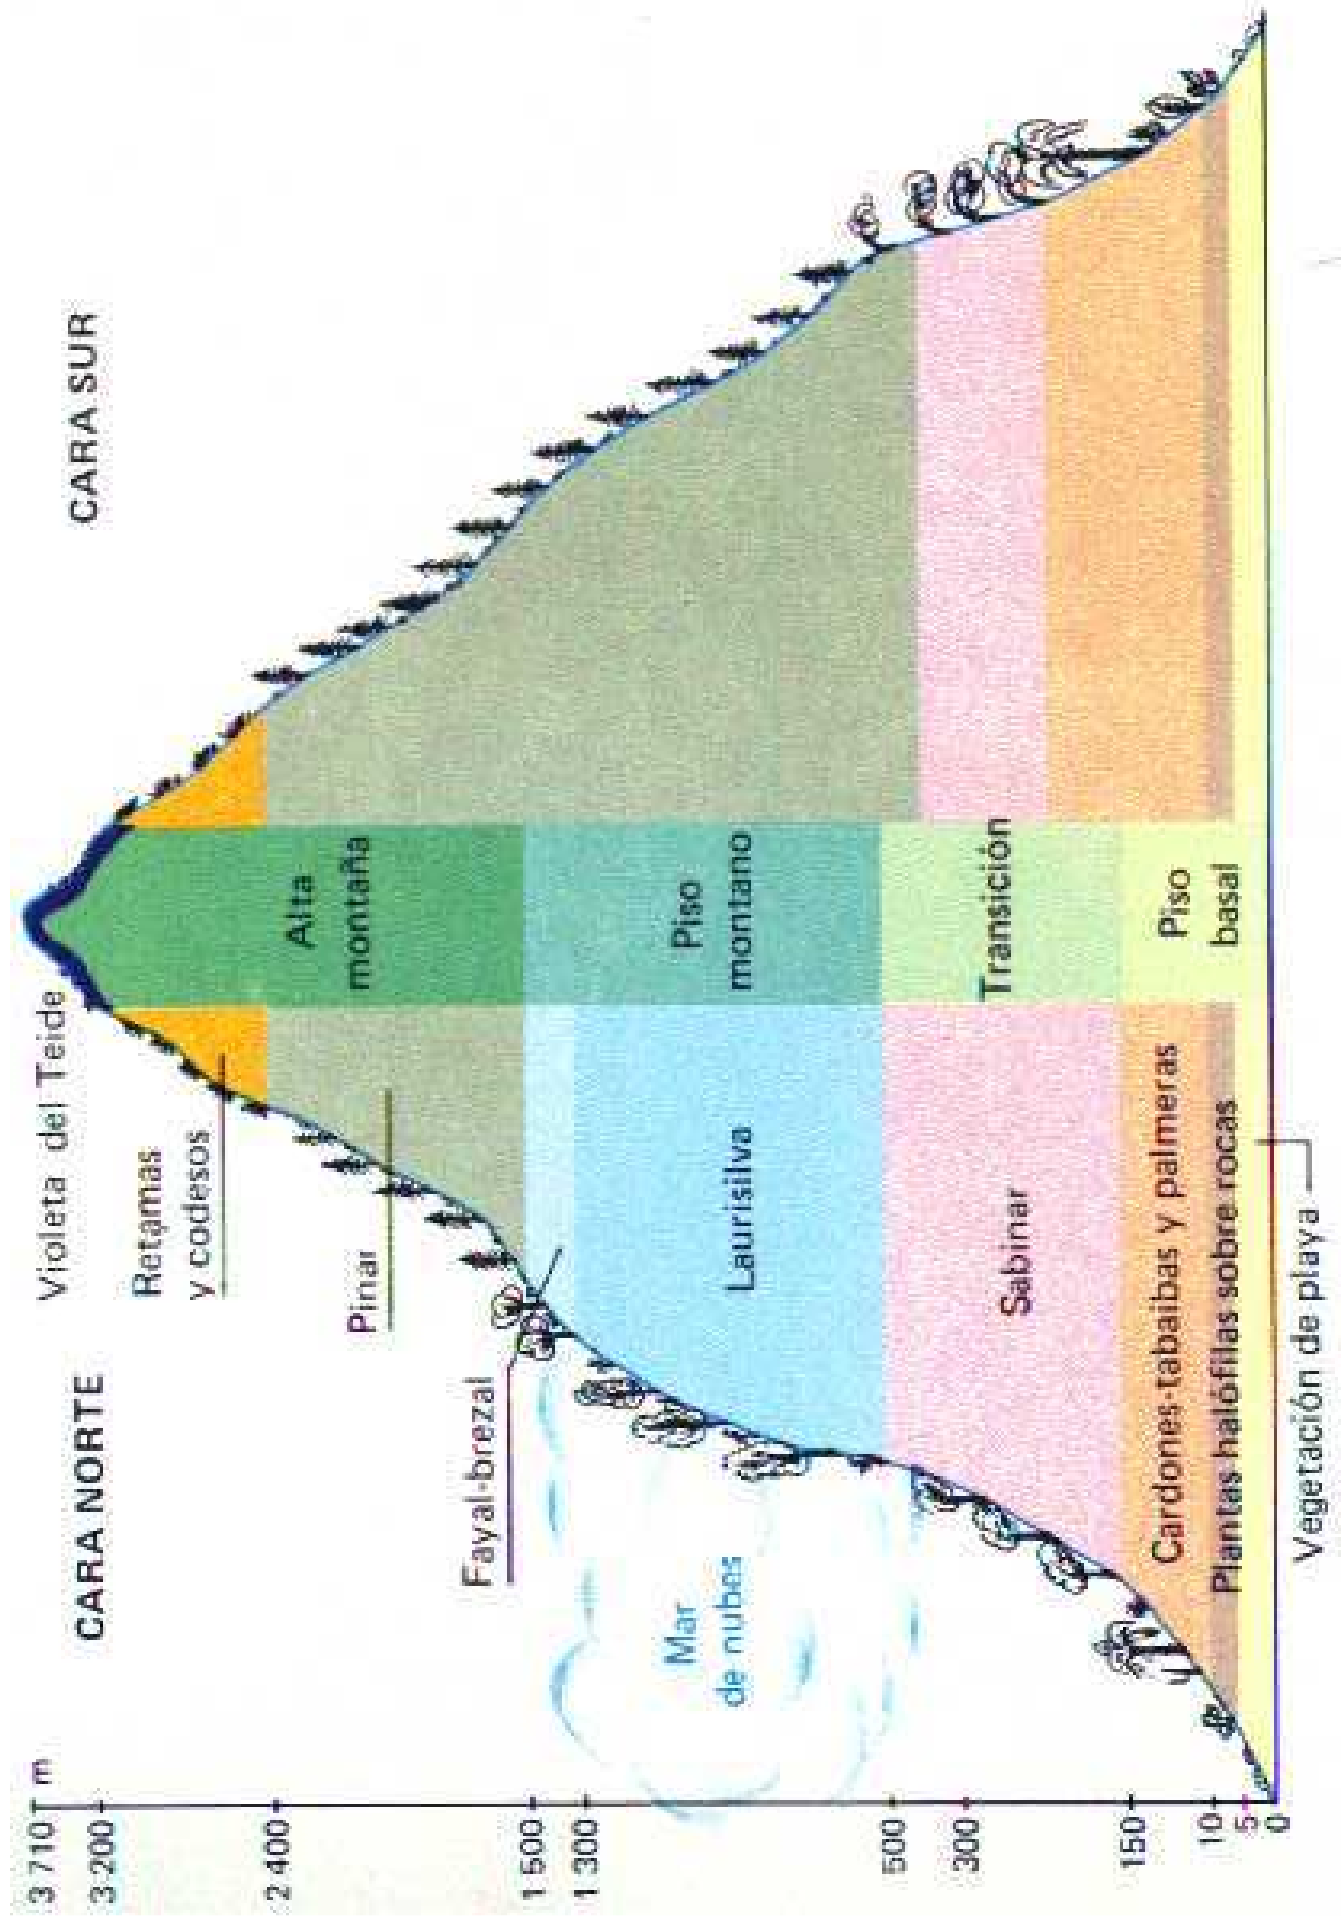 CARA NORTE
CARA SUR
3 710 m
3 200
2 400
1 500
1 300
500
300
150
10
5
0
Violeta del Teide
Retamas
y codesos
Pinar
Fayal-brezal
Mar
de nubes
Laurisilva
Sabinar
Cardones-tabaibas y palmeras
Plantas halófilas sobre rocas
Vegetación de playa
Alta
montaña
Piso
montano
Transición
Piso
basal